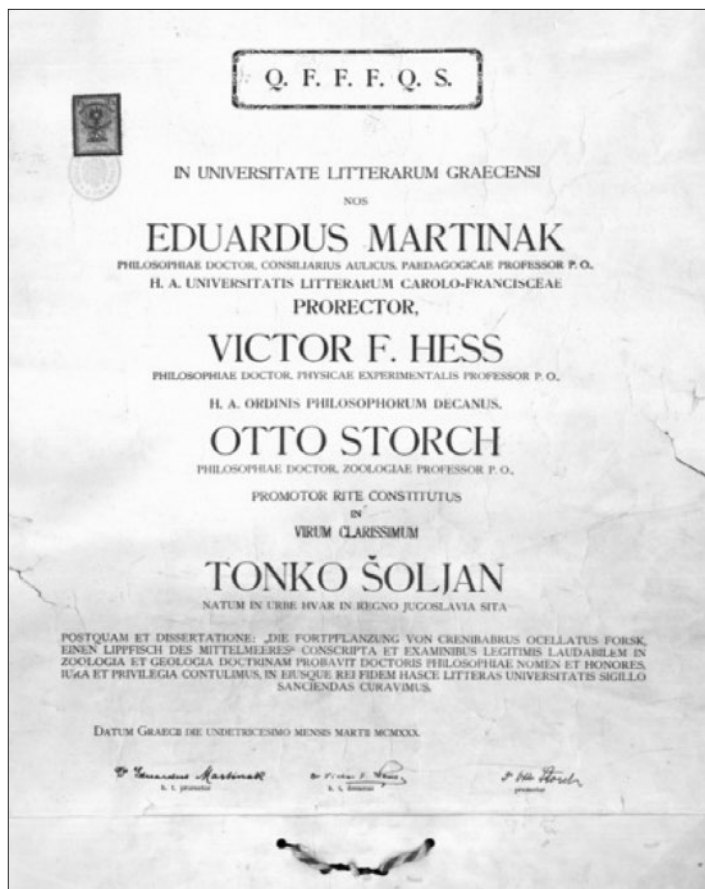 Q. F. F. F. Q. S.
IN UNIVERSITATE LITTERARUM GRAECENSI
NOS
EDUARDUS MARTINAK
PHILOSOPHIAE DOCTOR, CONSILIARIUS AULICUS, PAEDAGOGICAE PROFESSOR P. O.,
H. A. UNIVERSITATIS LITTERARUM CAROLO-FRANCISCEAE
PRORECTOR,
VICTOR F. HESS
PHILOSOPHIAE DOCTOR, PHYSICAE EXPERIMENTALIS PROFESSOR P. O.,
H. A. ORDINIS PHILOSOPHORUM DECANUS,
OTTO STORCH
PHILOSOPHIAE DOCTOR, ZOOLOGIAE PROFESSOR P. O.,
PROMOTOR RITE CONSTITUTUS
IN
VIRUM CLARISSIMUM
TONKO ŠOLJAN
NATUM IN URBE HVAR IN REGNO JUGOSLAVIA SITA
POSTQUAM ET DISSERTATIONE: „DIE FORTPFLANZUNG VON CRENIBABRUS OCELLATUS FORSK,
EINEN LIPPFISCH DES MITTELMEERES“ CONSCRIPTA ET EXAMINIBUS LEGITIMIS LAUDABILEM IN
ZOOLOGIA ET GEOLOGIA DOCTRINAM PROBAVIT DOCTORIS PHILOSOPHIAE NOMEN ET HONORES,
IURA ET PRIVILEGIA CONTULIMUS, IN EIUSQUE REI FIDEM HASCE LITTERAS UNIVERSITATIS SIGILLO
SANCIENDAS CURAVIMUS.
DATUM GRAECII DIE UNDETRICESIMO MENSIS MARTII MCMXXX.
Dr Eduardus Martinak
Dr Victor F. Hess
Dr Otto Storch
h. t. prorector
h. t. decanus
promotor